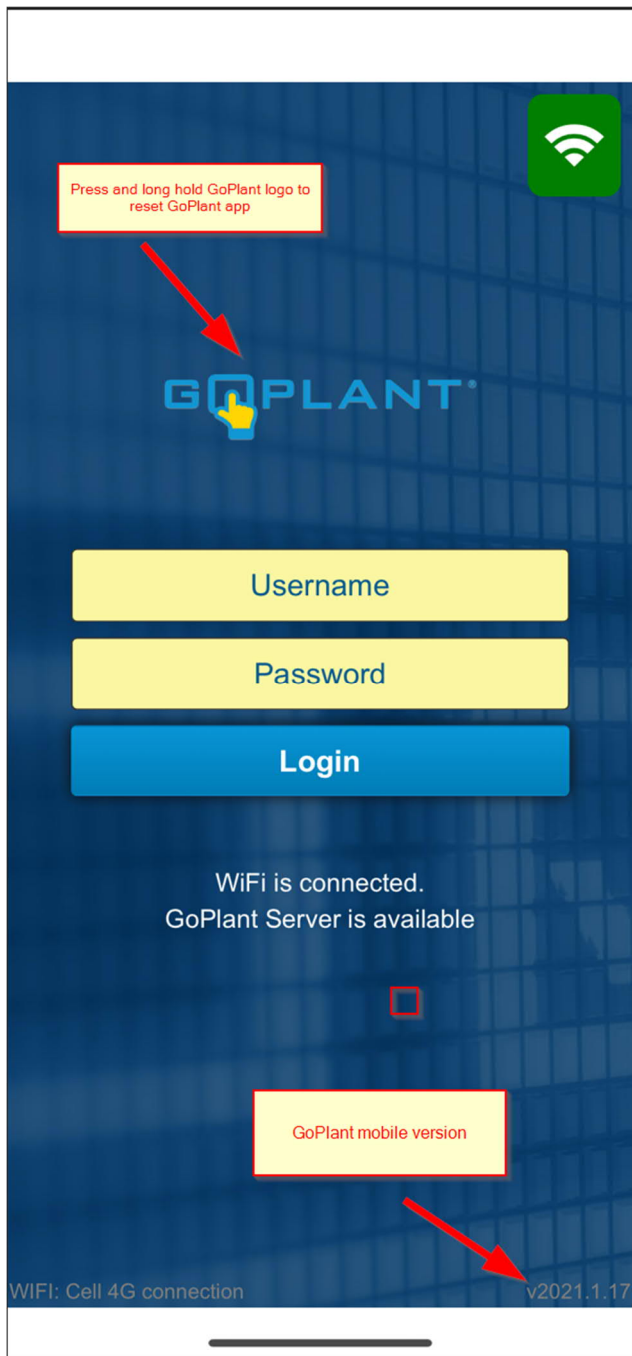 Press and long hold GoPlant logo to
reset GoPlant app
GOPLANT®
Username
Password
Login
WiFi is connected.
GoPlant Server is available
GoPlant mobile version
WIFI: Cell 4G connection
v2021.1.17